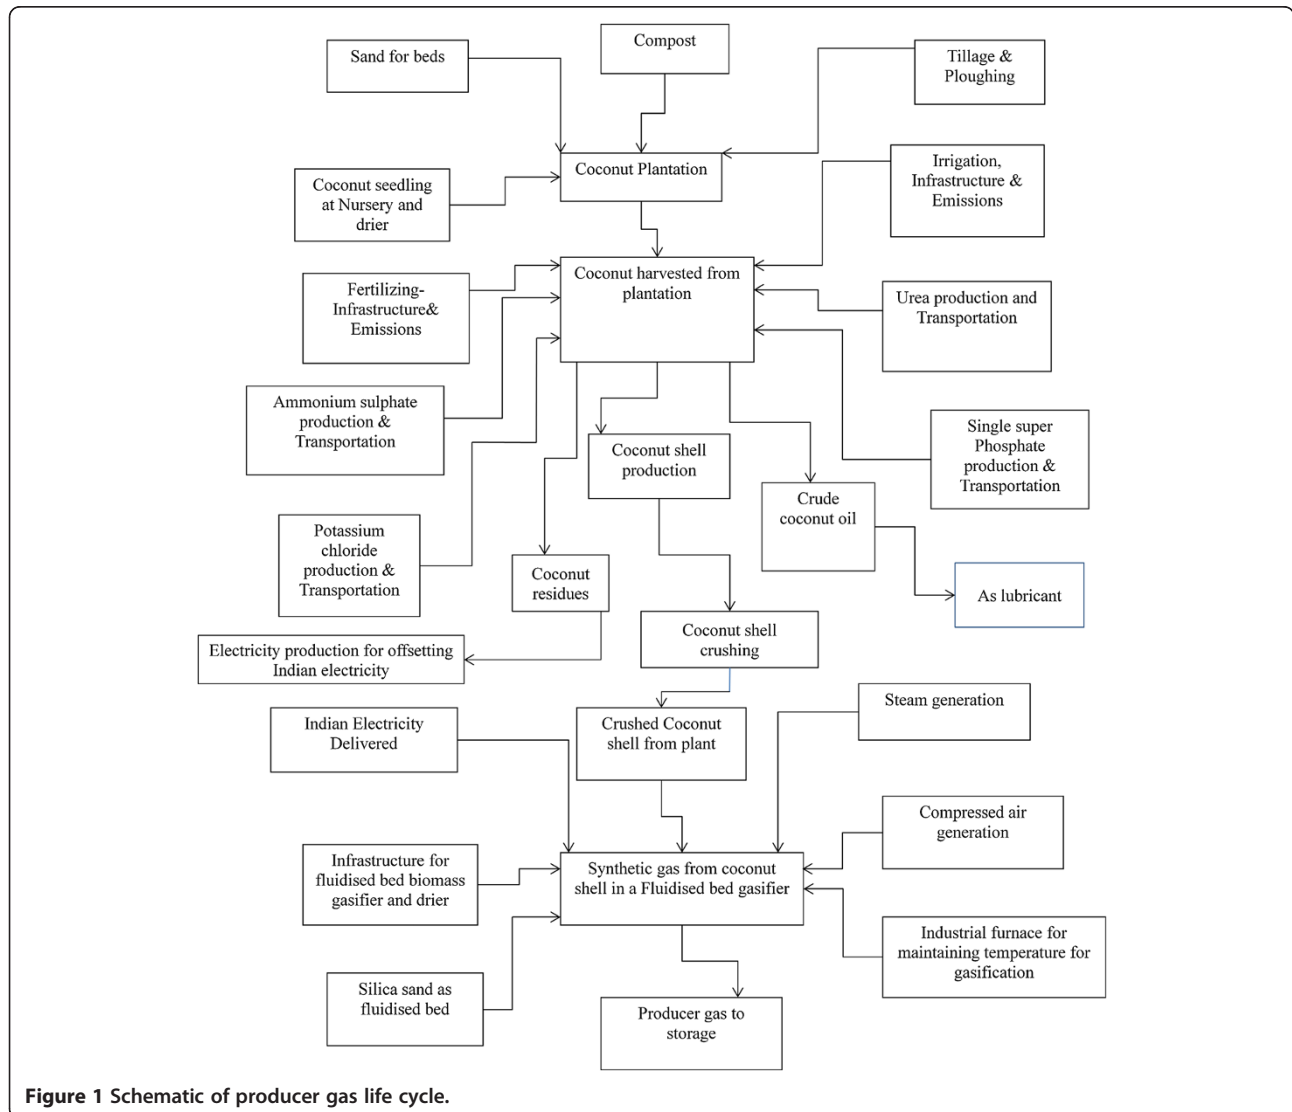 Sand for beds
Compost
Tillage &
Ploughing
Coconut Plantation
Coconut seedling
at Nursery and
drier
Irrigation,
Infrastructure &
Emissions
Coconut harvested from
plantation
Fertilizing-
Infrastructure&
Emissions
Urea production and
Transportation
Ammonium sulphate
production &
Transportation
Coconut shell
production
Single super
Phosphate
production &
Transportation
Crude
coconut oil
Potassium
chloride
production &
Transportation
Coconut
residues
As lubricant
Coconut shell
crushing
Electricity production for offsetting
Indian electricity
Steam generation
Indian Electricity
Delivered
Crushed Coconut
shell from plant
Compressed air
generation
Infrastructure for
fluidised bed biomass
gasifier and drier
Synthetic gas from coconut
shell in a Fluidised bed gasifier
Industrial furnace for
maintaining temperature for
gasification
Silica sand as
fluidised bed
Producer gas to
storage
Figure 1 Schematic of producer gas life cycle.